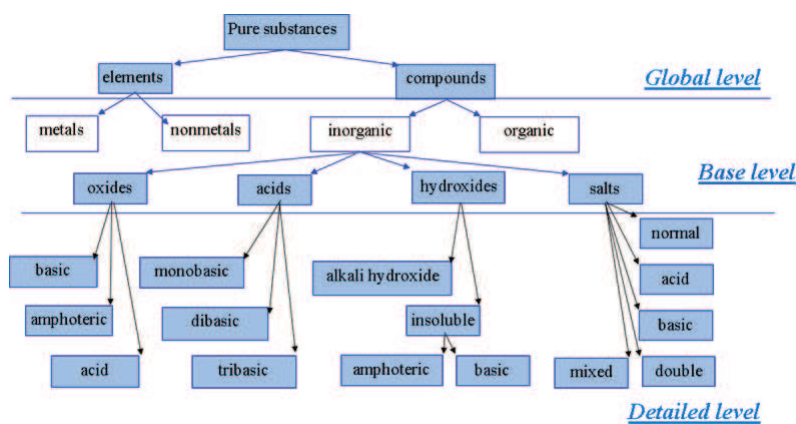 Pure substances
elements
compounds
Global level
metals
nonmetals
inorganic
organic
Base level
oxides
acids
hydroxides
salts
normal
basic
monobasic
alkali hydroxide
acid
amphoteric
dibasic
insoluble
basic
acid
tribasic
amphoteric
basic
mixed
double
Detailed level